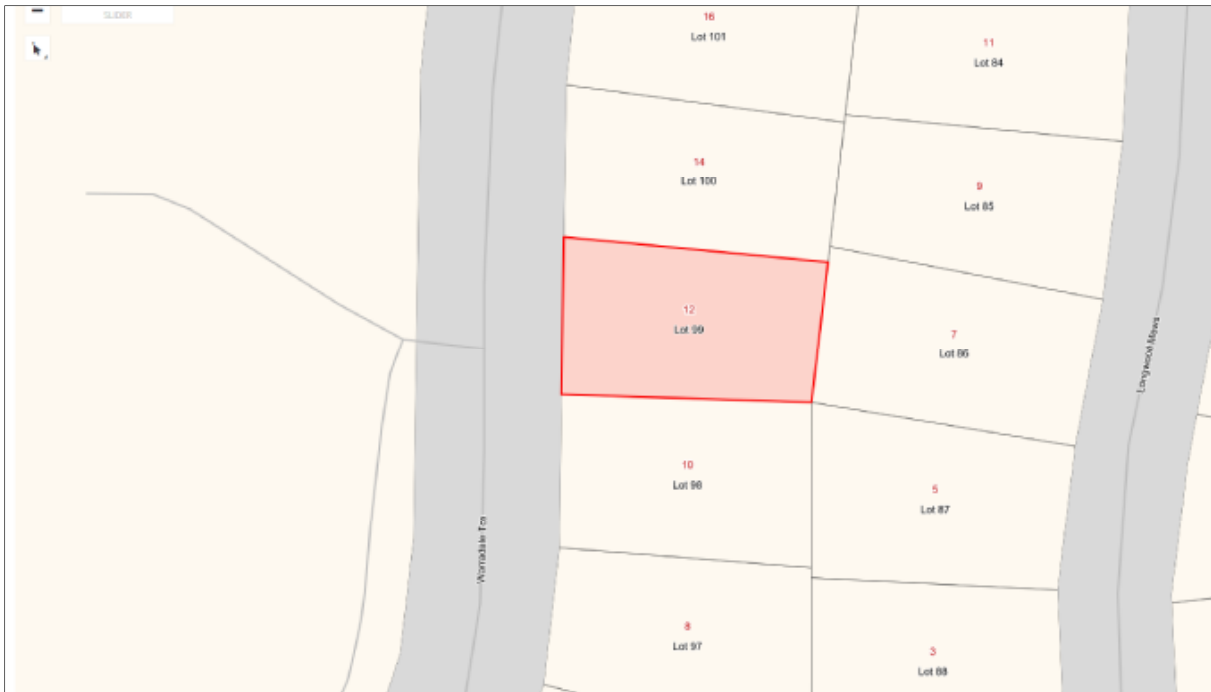 SLIDER
16
Lot 101
11
Lot 84
14
Lot 100
9
Lot 85
12
Lot 99
7
Lot 86
Longwood Mews
10
Lot 98
5
Lot 87
Warradale Tce
8
Lot 97
3
Lot 88